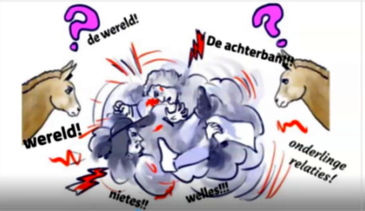 de wereld!
De achterban!!!
wereld!
onderlinge
relaties!
nietes!!
welles!!!